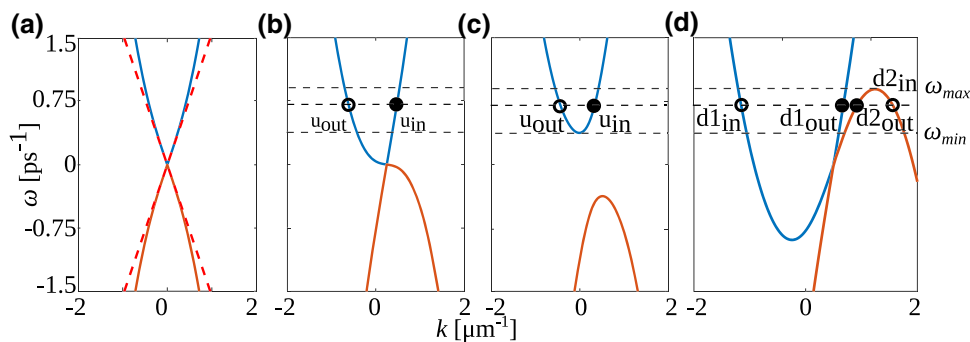 (a) (b) (c) (d)
1.5
0.75
0
-0.75
-1.5
ω [ps⁻¹]
u_out u_in
u_out u_in
d2_in ω_max
d1_in d1_out d2_out
ω_min
-2 0 2 -2 0 2 -2 0 2 -2 0 2
k [μm⁻¹]